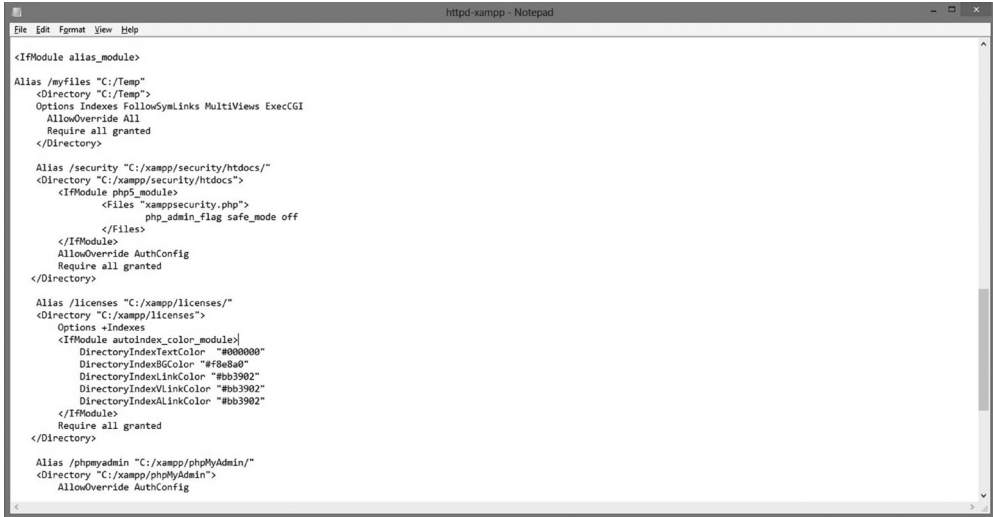 httpd-xampp - Notepad
File Edit Format View Help
<IfModule alias_module>
Alias /myfiles "C:/Temp"
<Directory "C:/Temp">
Options Indexes FollowSymLinks MultiViews ExecCGI
AllowOverride All
Require all granted
</Directory>
Alias /security "C:/xampp/security/htdocs/"
<Directory "C:/xampp/security/htdocs">
<IfModule php5_module>
<Files "xamppsecurity.php">
php_admin_flag safe_mode off
</Files>
</IfModule>
AllowOverride AuthConfig
Require all granted
</Directory>
Alias /licenses "C:/xampp/licenses/"
<Directory "C:/xampp/licenses">
Options +Indexes
<IfModule autoindex_color_module>
DirectoryIndexTextColor "#000000"
DirectoryIndexBGColor "#f8e8a0"
DirectoryIndexLinkColor "#bb3902"
DirectoryIndexVLinkColor "#bb3902"
DirectoryIndexALinkColor "#bb3902"
</IfModule>
Require all granted
</Directory>
Alias /phpmyadmin "C:/xampp/phpMyAdmin/"
<Directory "C:/xampp/phpMyAdmin">
AllowOverride AuthConfig